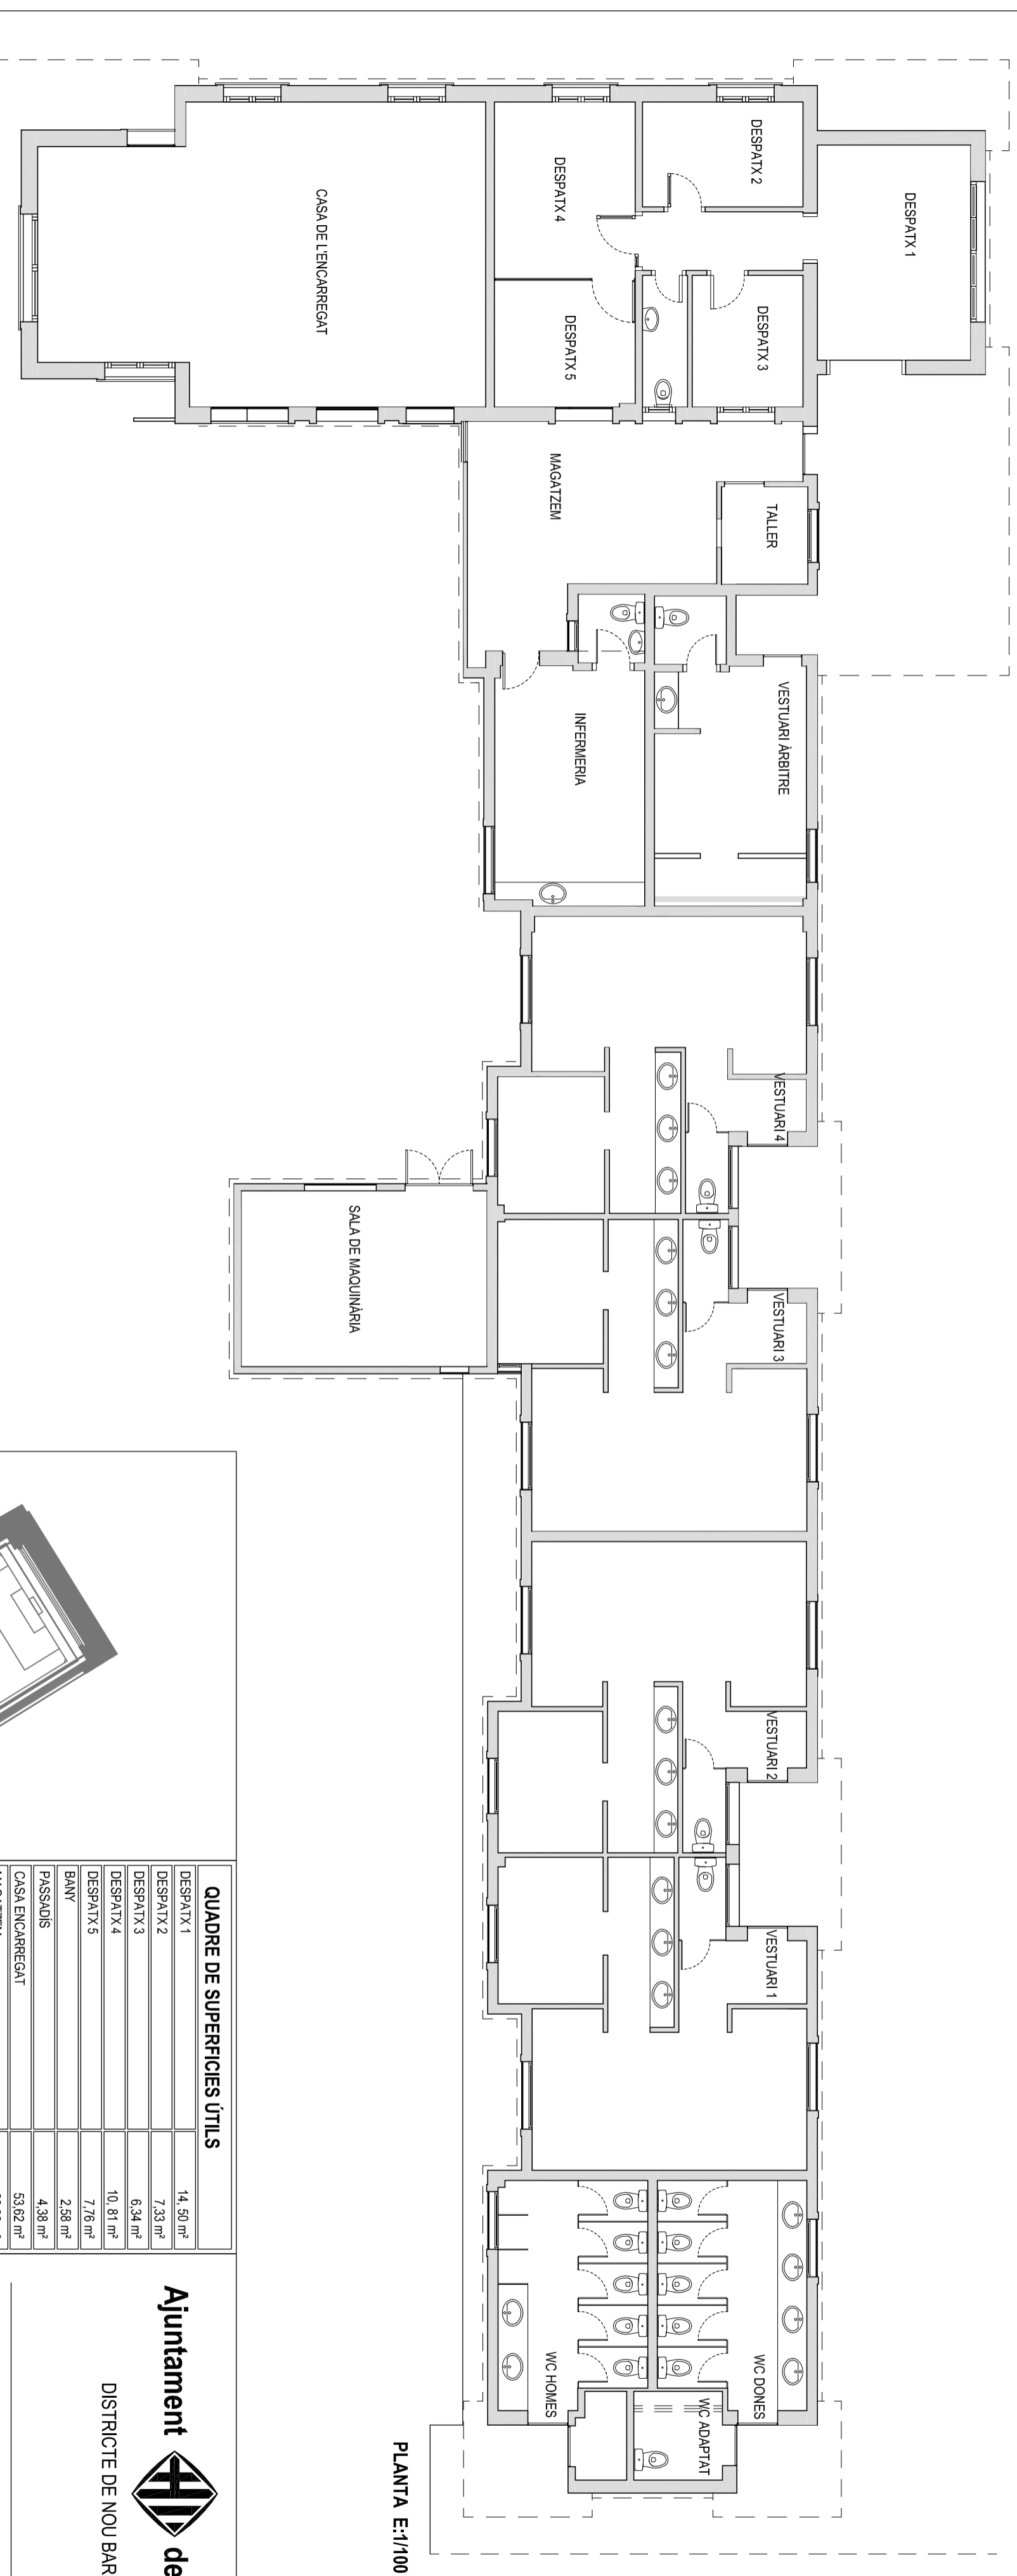 DESPATX 1
DESPATX 2
DESPATX 3
DESPATX 4
DESPATX 5
CASA DE L'ENCARREGAT
MAGATZEM
TALLER
VESTUARI ÀRBITRE
INFERMERIA
VESTUARI 4
SALA DE MAQUINÀRIA
VESTUARI 3
VESTUARI 2
VESTUARI 1
WC DONES
WC HOMES
WC ADAPTAT
PLANTA E:1/100
QUADRE DE SUPERFICIES ÚTILS
DESPATX 1 14, 50 m²
DESPATX 2 7,33 m²
DESPATX 3 6,34 m²
DESPATX 4 10, 81 m²
DESPATX 5 7,76 m²
BANY 2,58 m²
PASSADÍS 4,38 m²
CASA ENCARREGAT 53,62 m²
Ajuntament de
DISTRICTE DE NOU BAR